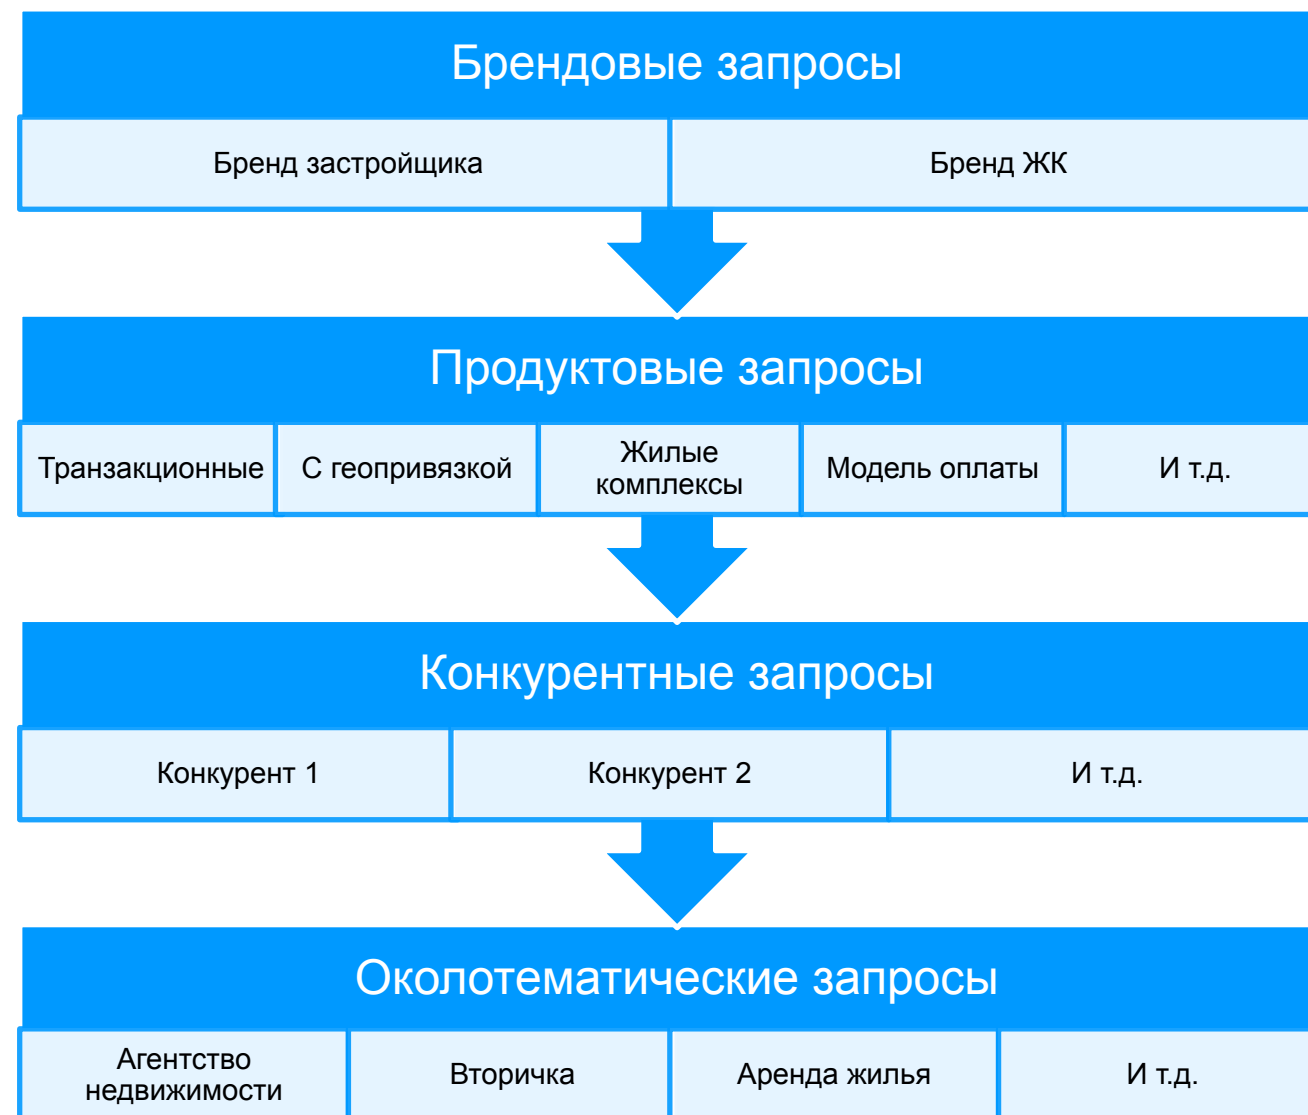 Брендовые запросы
Бренд застройщика
Бренд ЖК
Продуктовые запросы
Транзакционные
С геопривязкой
Жилые
комплексы
Модель оплаты
И т.д.
Конкурентные запросы
Конкурент 1
Конкурент 2
И т.д.
Околотематические запросы
Агентство
недвижимости
Вторичка
Аренда жилья
И т.д.